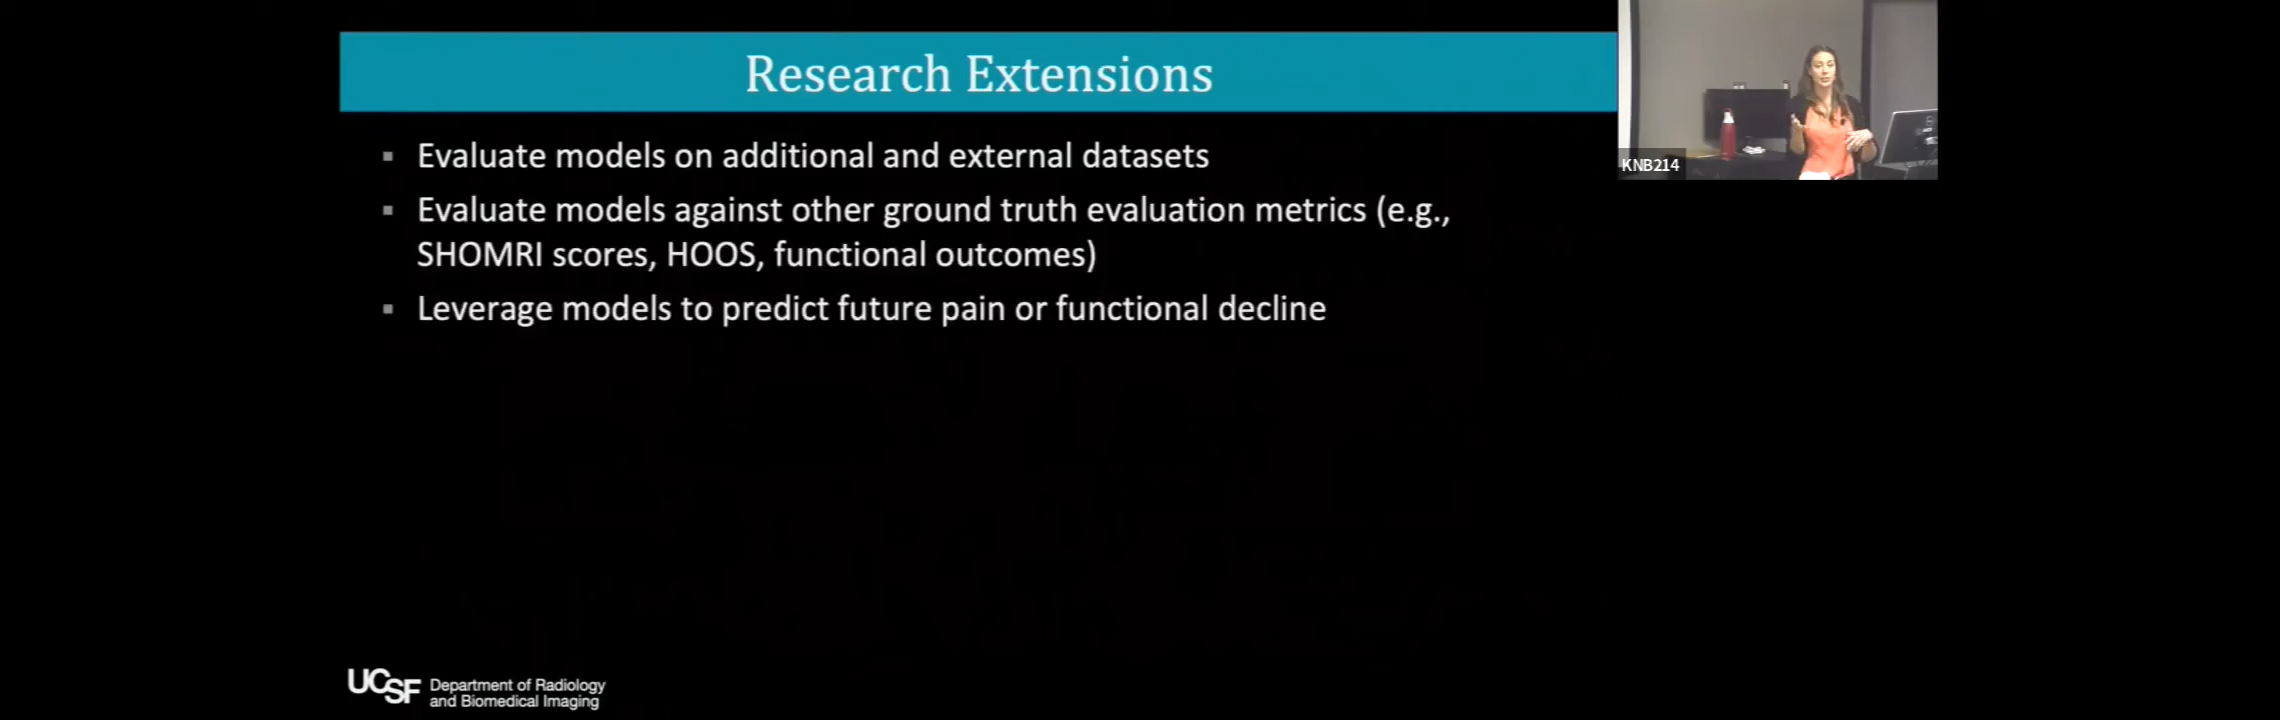 Research Extensions
KNB214
▪ Evaluate models on additional and external datasets
▪ Evaluate models against other ground truth evaluation metrics (e.g.,
SHOMRI scores, HOOS, functional outcomes)
▪ Leverage models to predict future pain or functional decline
UCSF Department of Radiology
and Biomedical Imaging